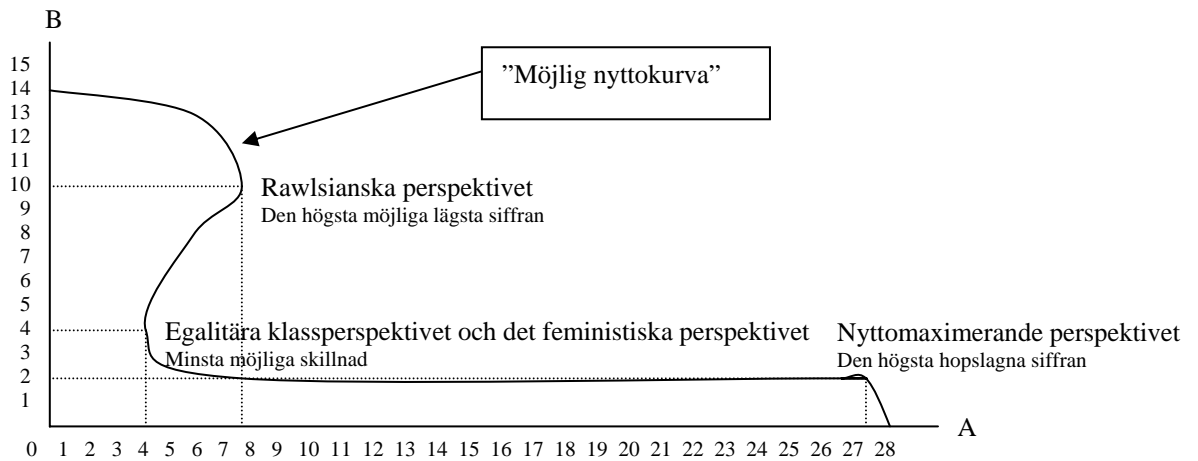 B
”Möjlig nyttokurva”
15
14
13
12
11
10
9
8
7
6
5
4
3
2
1
Rawlsianska perspektivet
Den högsta möjliga lägsta siffran
Egalitära klassperspektivet och det feministiska perspektivet
Minsta möjliga skillnad
Nyttomaximerande perspektivet
Den högsta hopslagna siffran
A
0 1 2 3 4 5 6 7 8 9 10 11 12 13 14 15 16 17 18 19 20 21 22 23 24 25 26 27 28